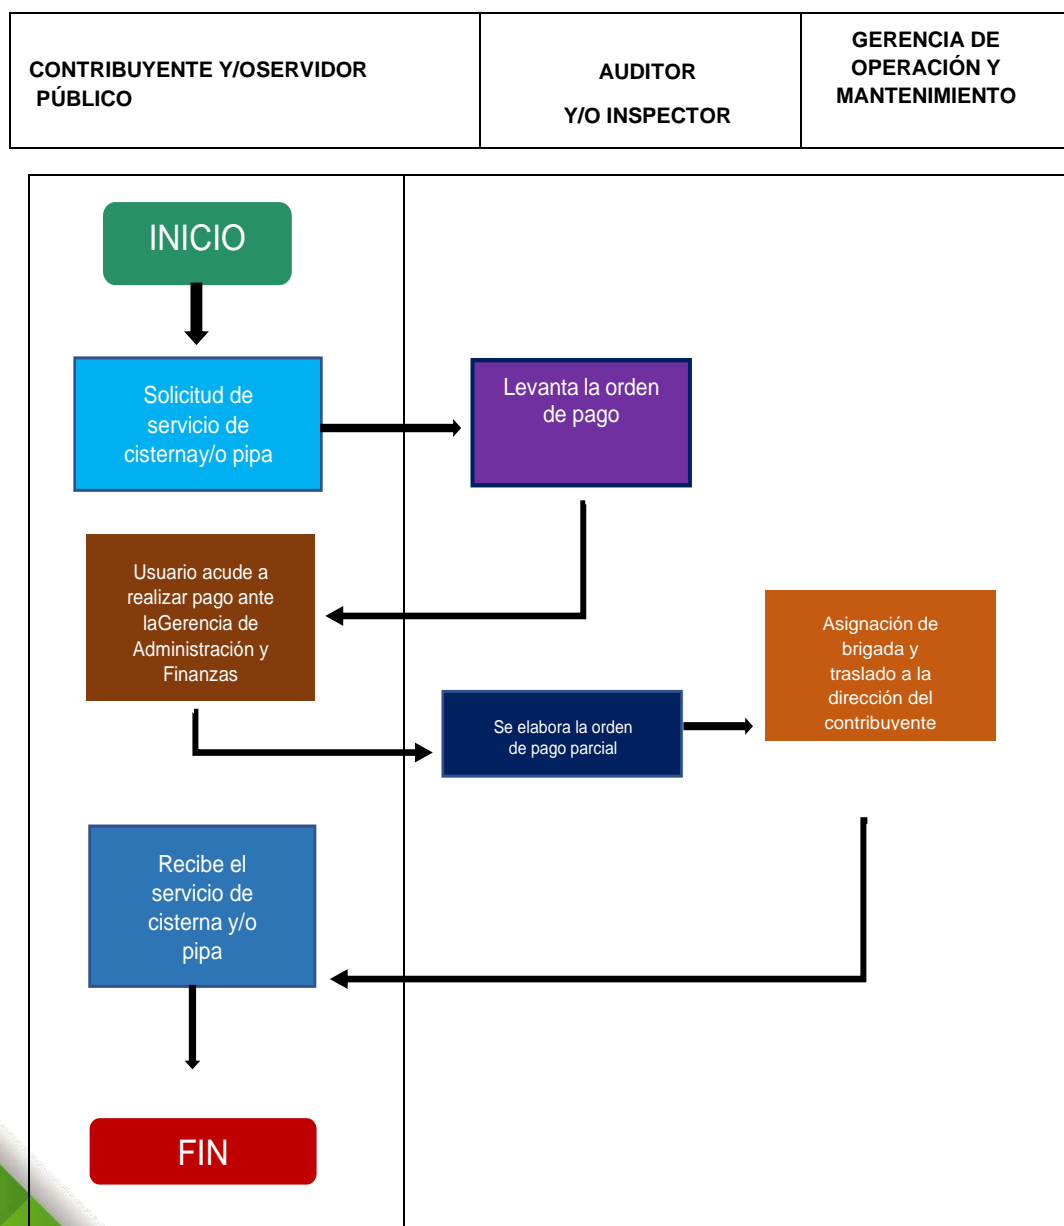 CONTRIBUYENTE Y/OSERVIDOR
PÚBLICO
AUDITOR
Y/O INSPECTOR
GERENCIA DE
OPERACIÓN Y
MANTENIMIENTO
INICIO
Solicitud de
servicio de
cisternay/o pipa
Levanta la orden
de pago
Usuario acude a
realizar pago ante
laGerencia de
Administración y
Finanzas
Se elabora la orden
de pago parcial
Asignación de
brigada y
traslado a la
dirección del
contribuyente
Recibe el
servicio de
cisterna y/o
pipa
FIN